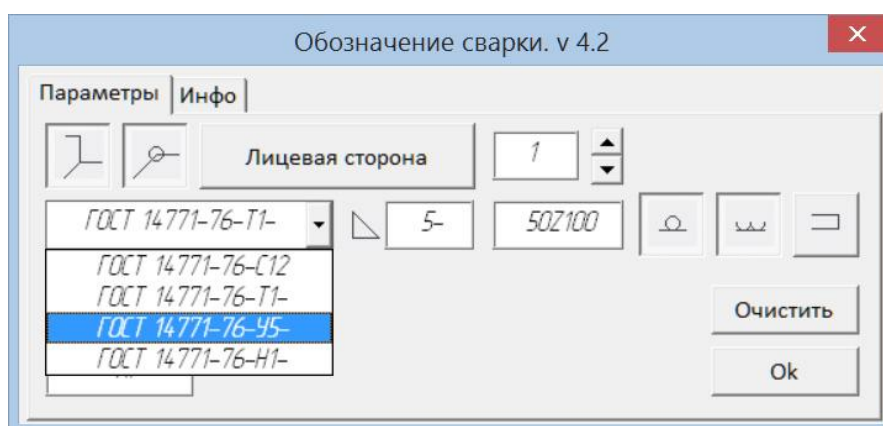 Обозначение сварки. v 4.2
Параметры Инфо
Лицевая сторона 1
ГОСТ 14771-76-Т1- 5- 50Z100
ГОСТ 14771-76-С12
ГОСТ 14771-76-Т1-
ГОСТ 14771-76-У5-
Очистить
ГОСТ 14771-76-Н1-
Ok